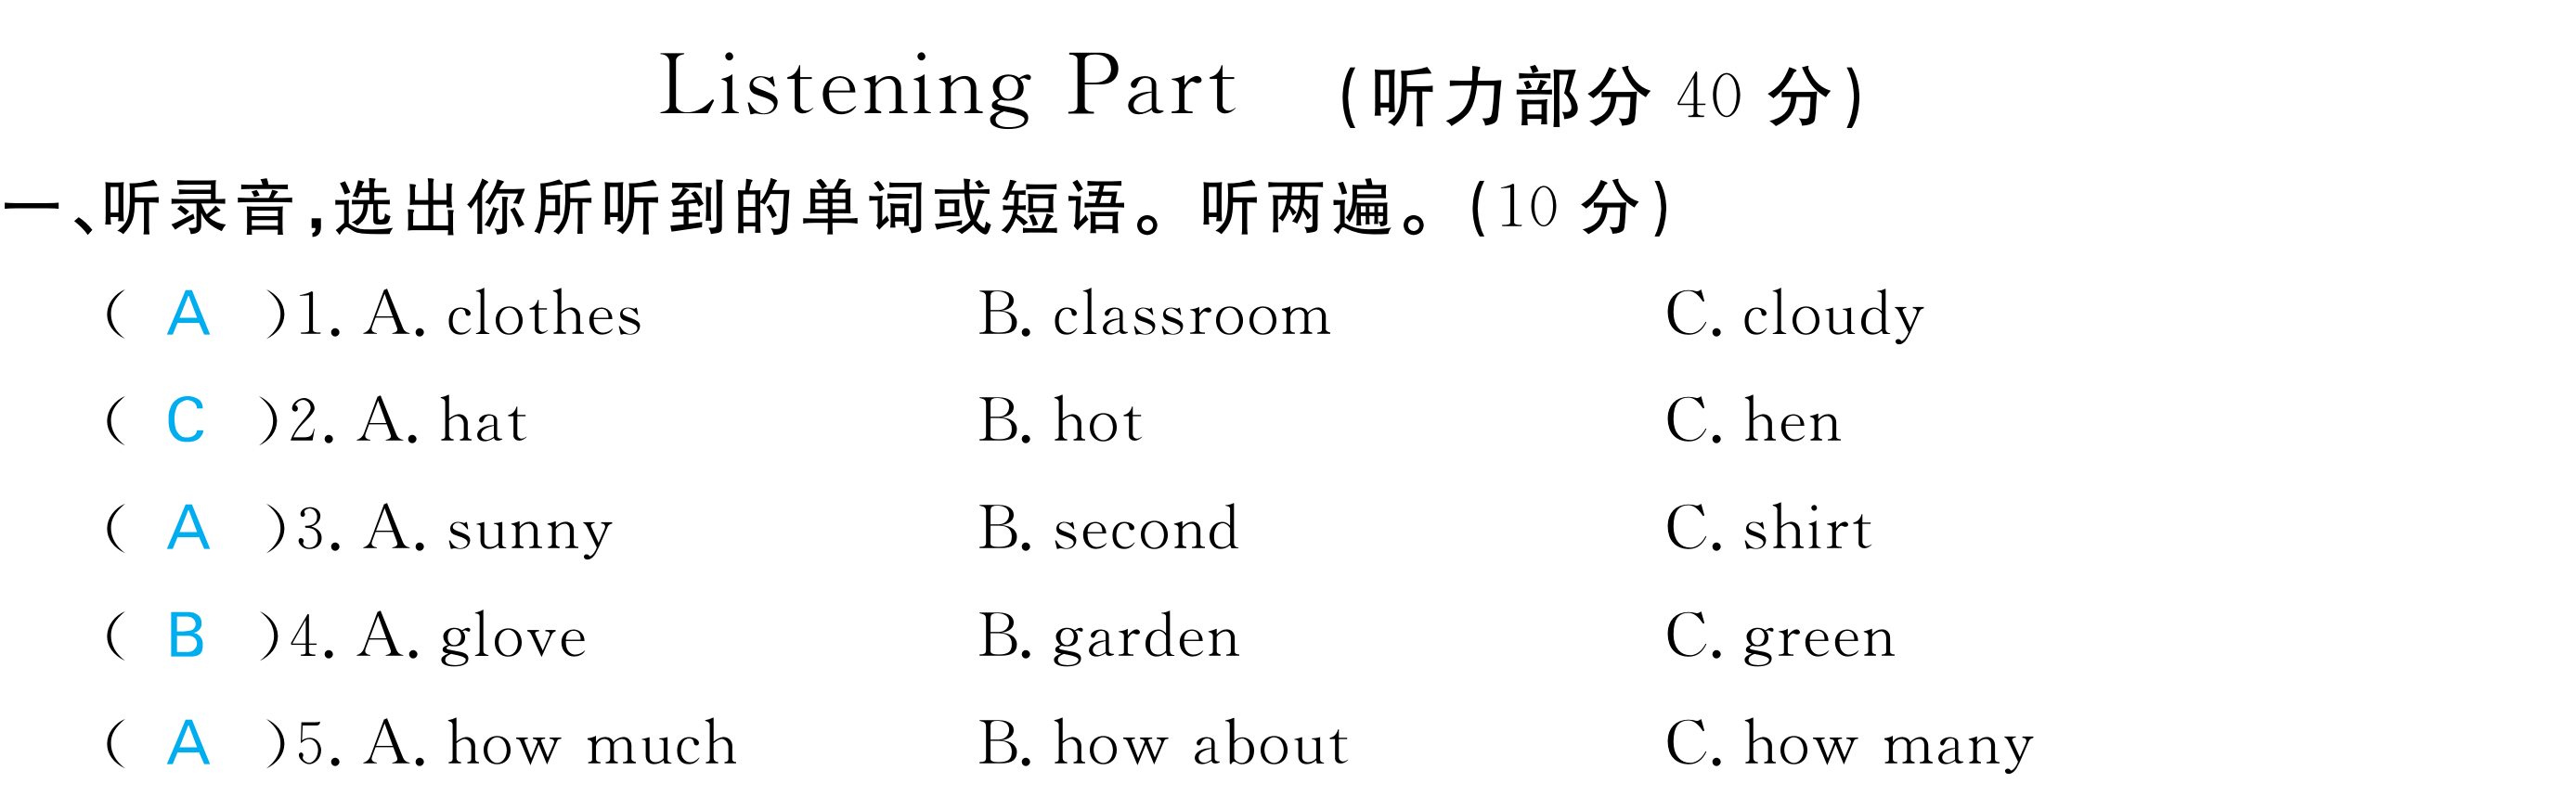 Listening Part （听力部分 40 分）
一、听录音，选出你所听到的单词或短语。听两遍。（10 分）
（ A ）1. A. clothes B. classroom C. cloudy
（ C ）2. A. hat B. hot C. hen
（ A ）3. A. sunny B. second C. shirt
（ B ）4. A. glove B. garden C. green
（ A ）5. A. how much B. how about C. how many